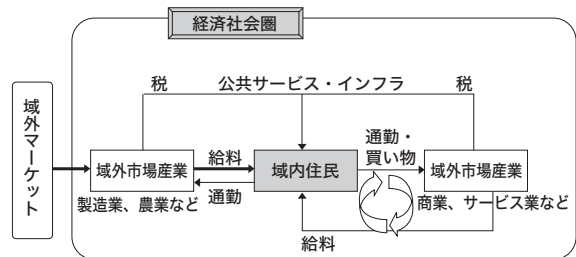 経済社会圏
税
公共サービス・インフラ
税
域外マーケット
域外市場産業
製造業、農業など
給料
通勤
域内住民
通勤・
買い物
域外市場産業
商業、サービス業など
給料